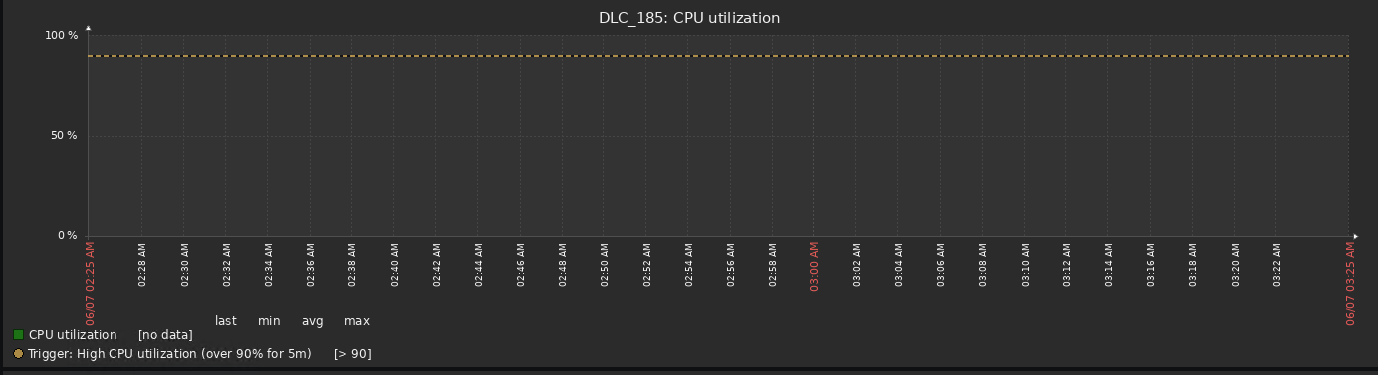 DLC_185: CPU utilization
100 %
50 %
0 %
06/07 02:25 AM
02:28 AM
02:30 AM
02:32 AM
02:34 AM
02:36 AM
02:38 AM
02:40 AM
02:42 AM
02:44 AM
02:46 AM
02:48 AM
02:50 AM
02:52 AM
02:54 AM
02:56 AM
02:58 AM
03:00 AM
03:02 AM
03:04 AM
03:06 AM
03:08 AM
03:10 AM
03:12 AM
03:14 AM
03:16 AM
03:18 AM
03:20 AM
03:22 AM
06/07 03:25 AM
last min avg max
CPU utilization [no data]
Trigger: High CPU utilization (over 90% for 5m) [> 90]